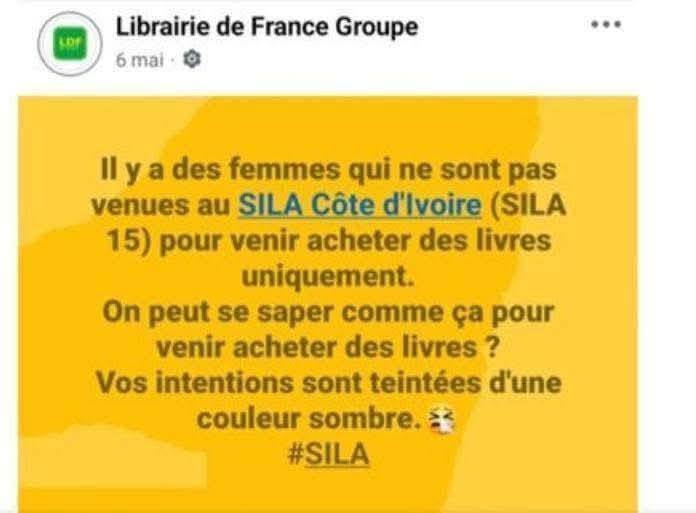 LDF
Librairie de France Groupe
6 mai ·
Il y a des femmes qui ne sont pas
venues au SILA Côte d'Ivoire (SILA
15) pour venir acheter des livres
uniquement.
On peut se saper comme ça pour
venir acheter des livres ?
Vos intentions sont teintées d'une
couleur sombre. 🤧
#SILA